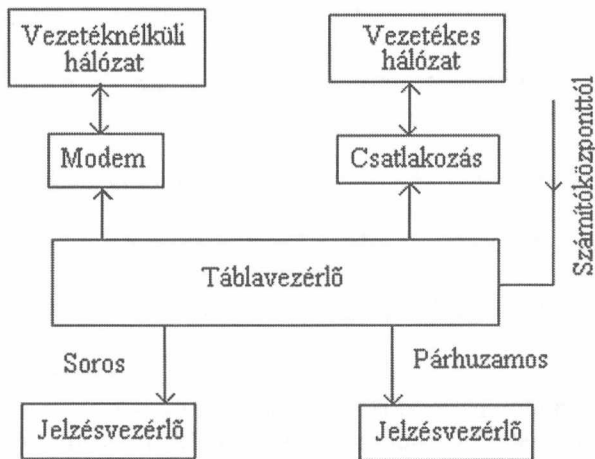 Vezetéknélküli
hálózat
Vezetékes
hálózat
Modem
Csatlakozás
Számítóközponttól
Táblavezérlő
Soros
Párhuzamos
Jelzésvezérlő
Jelzésvezérlő